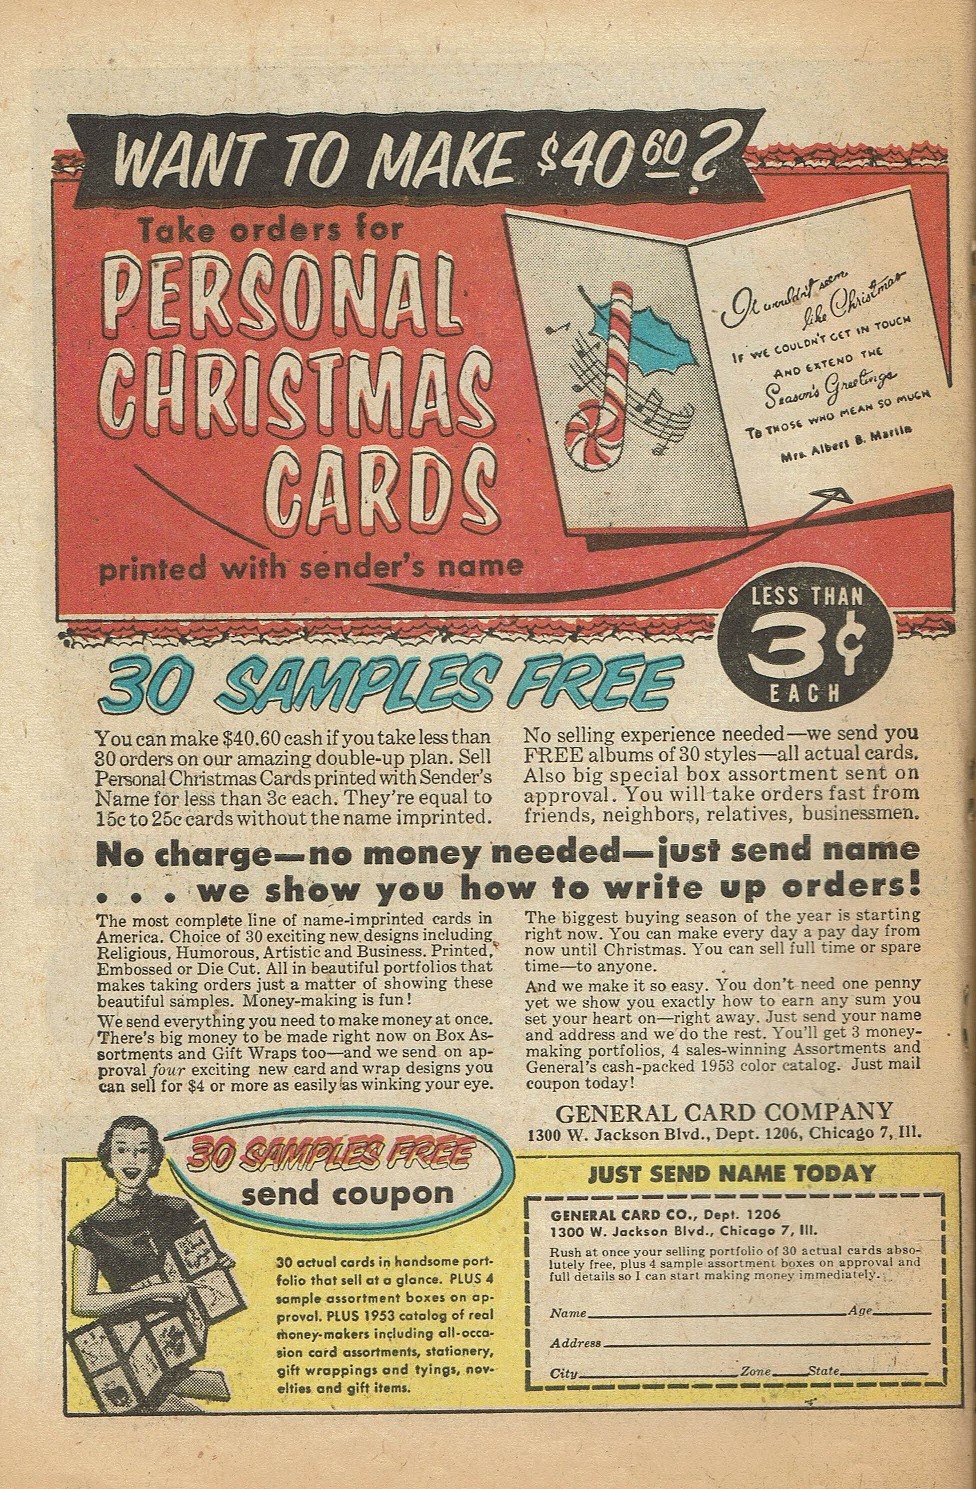 WANT TO MAKE $40 60?
Take orders for
PERSONAL
CHRISTMAS
CARDS
printed with sender's name
It wouldn't seem
like Christmas
IF WE COULDN'T GET IN TOUCH
AND EXTEND THE
Season's Greetings
TO THOSE WHO MEAN SO MUCH
Mrs. Albert B. Martin
LESS THAN
3¢
EACH
30 SAMPLES FREE
You can make $40.60 cash if you take less than
30 orders on our amazing double-up plan. Sell
Personal Christmas Cards printed with Sender's
Name for less than 3c each. They're equal to
15c to 25c cards without the name imprinted.
No selling experience needed—we send you
FREE albums of 30 styles—all actual cards.
Also big special box assortment sent on
approval. You will take orders fast from
friends, neighbors, relatives, businessmen.
No charge—no money needed—just send name
. . . we show you how to write up orders!
The most complete line of name-imprinted cards in
America. Choice of 30 exciting new designs including
Religious, Humorous, Artistic and Business. Printed,
Embossed or Die Cut. All in beautiful portfolios that
makes taking orders just a matter of showing these
beautiful samples. Money-making is fun!
We send everything you need to make money at once.
There's big money to be made right now on Box As-
sortments and Gift Wraps too—and we send on ap-
proval four exciting new card and wrap designs you
can sell for $4 or more as easily as winking your eye.
The biggest buying season of the year is starting
right now. You can make every day a pay day from
now until Christmas. You can sell full time or spare
time—to anyone.
And we make it so easy. You don't need one penny
yet we show you exactly how to earn any sum you
set your heart on—right away. Just send your name
and address and we do the rest. You'll get 3 money-
making portfolios, 4 sales-winning Assortments and
General's cash-packed 1953 color catalog. Just mail
coupon today!
GENERAL CARD COMPANY
1300 W. Jackson Blvd., Dept. 1206, Chicago 7, Ill.
30 SAMPLES FREE
send coupon
30 actual cards in handsome port-
folio that sell at a glance. PLUS 4
sample assortment boxes on ap-
proval. PLUS 1953 catalog of real
money-makers including all-occa-
sion card assortments, stationery,
gift wrappings and tyings, nov-
elties and gift items.
JUST SEND NAME TODAY
GENERAL CARD CO., Dept. 1206
1300 W. Jackson Blvd., Chicago 7, Ill.
Rush at once your selling portfolio of 30 actual cards abso-
lutely free, plus 4 sample assortment boxes on approval and
full details so I can start making money immediately.
Name Age
Address
City Zone State